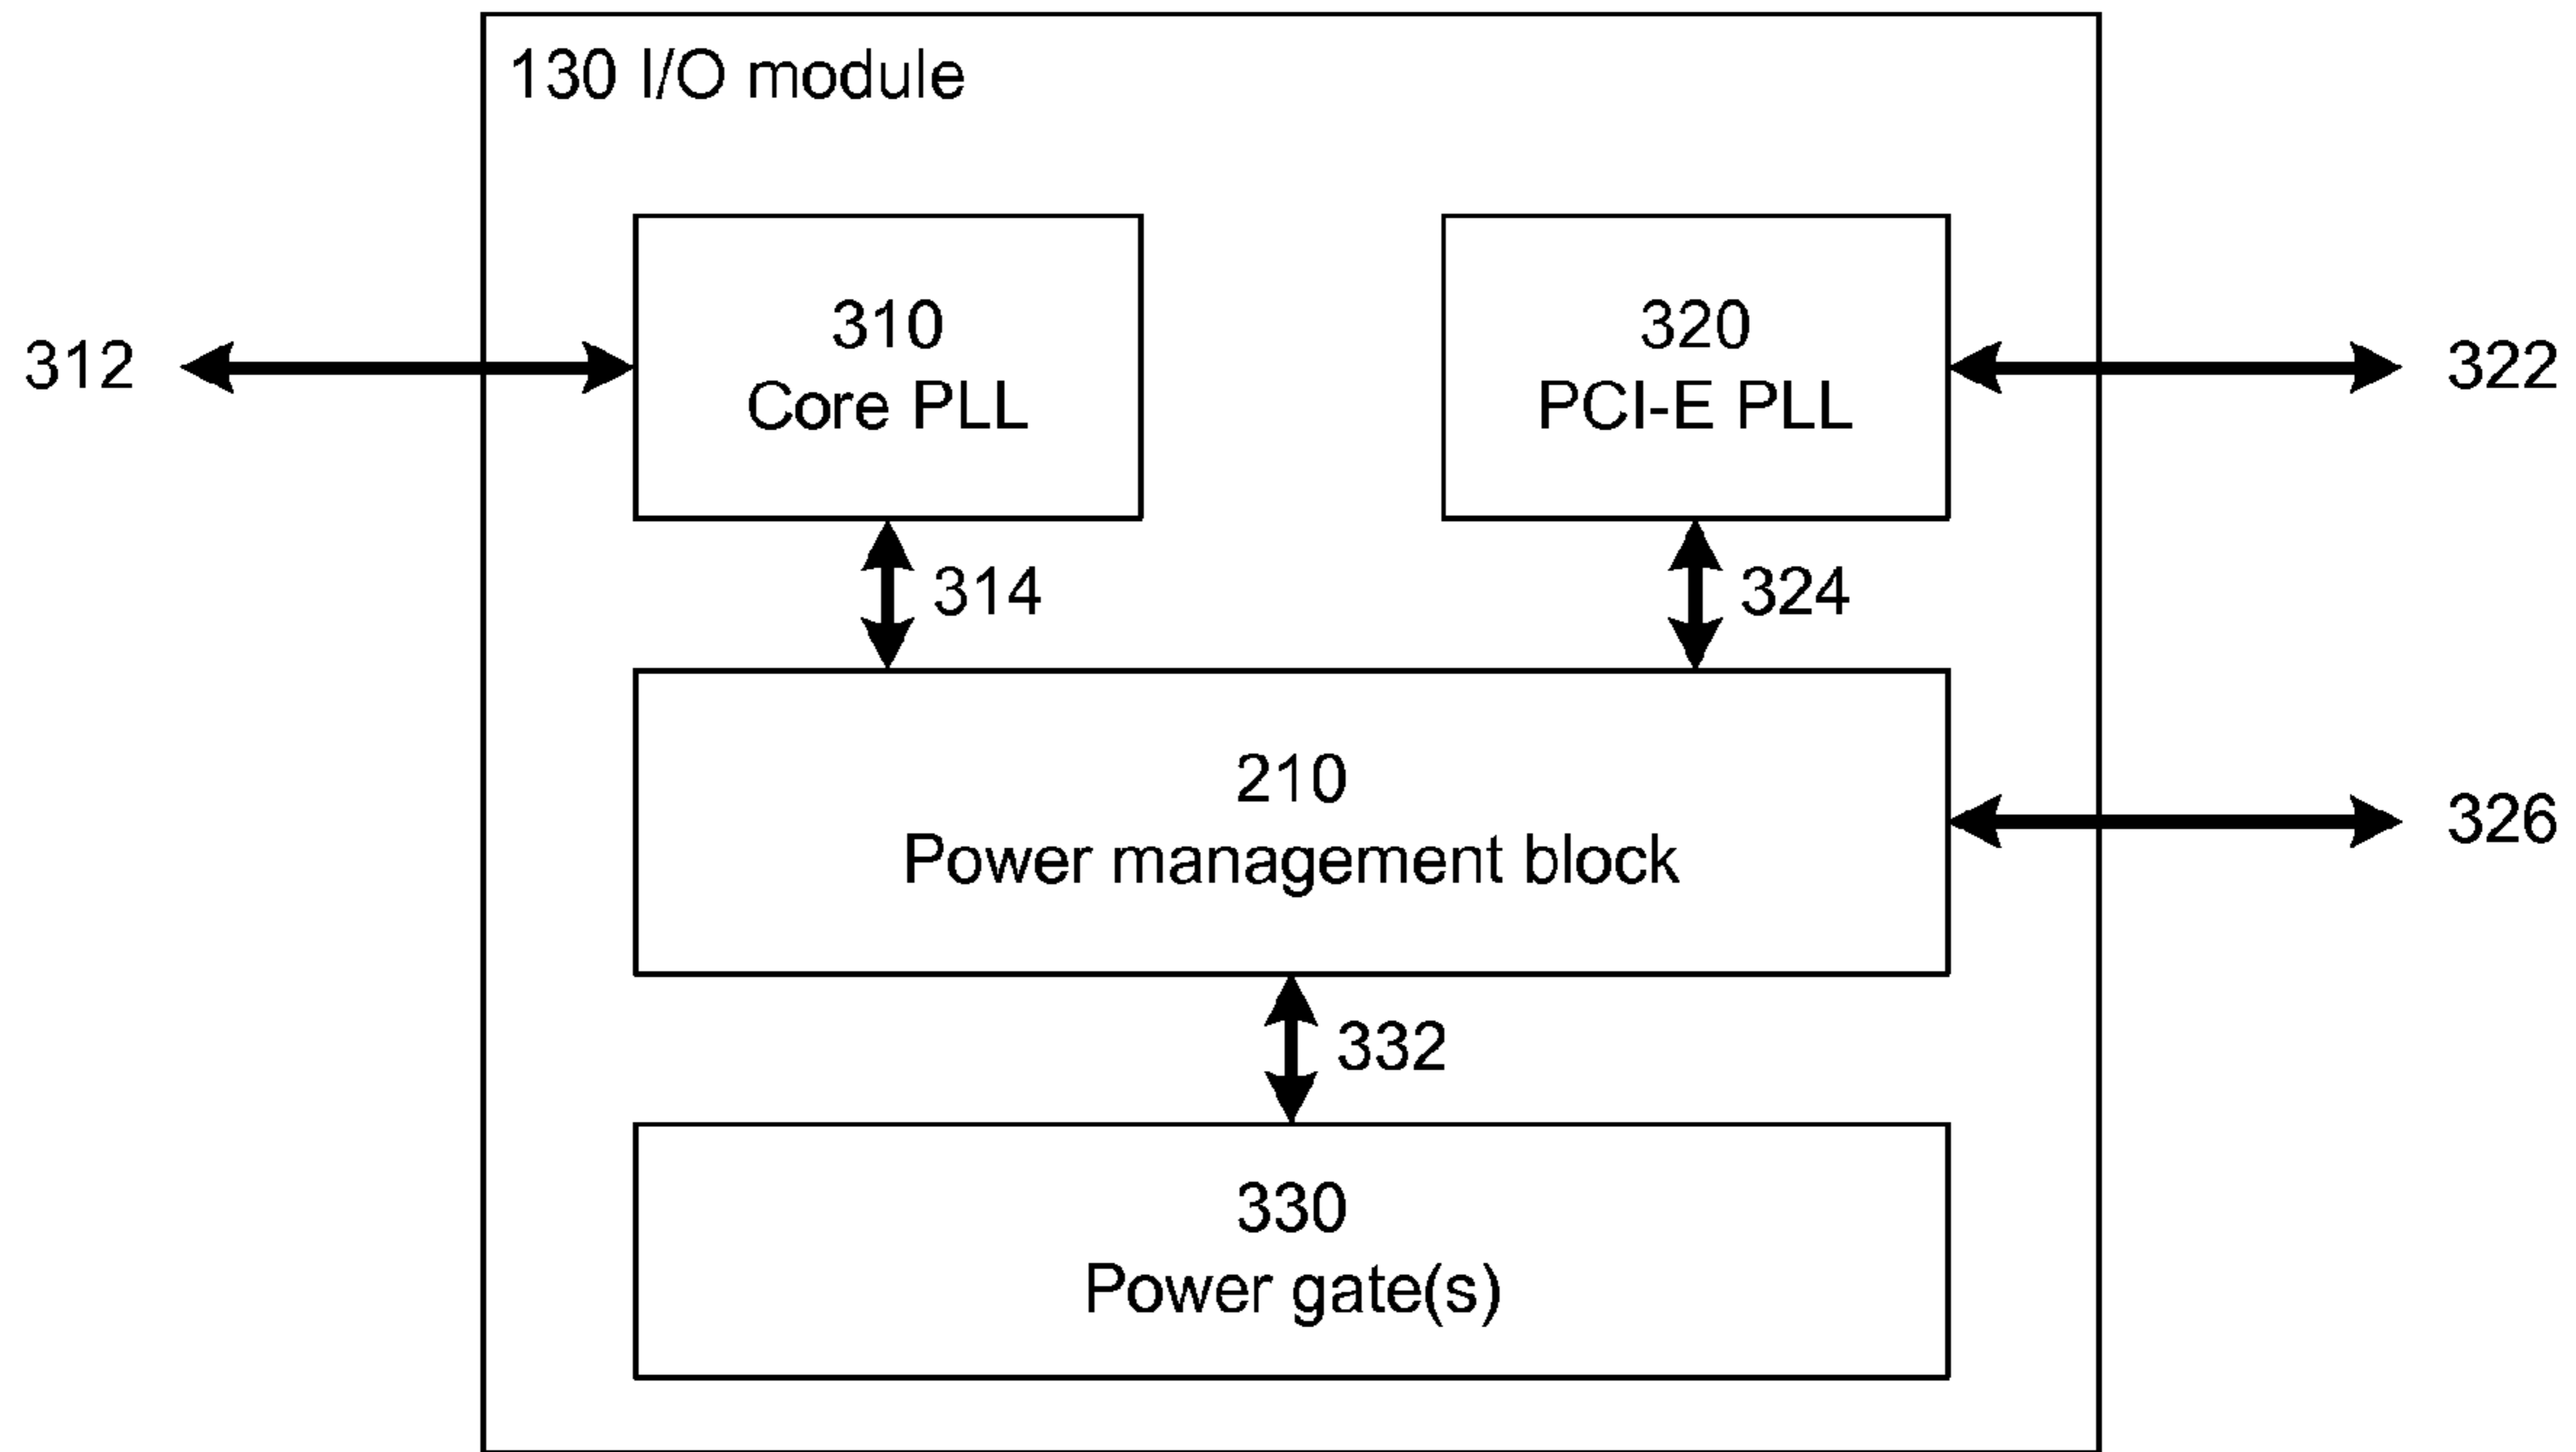 130 I/O module
310
Core PLL
320
PCI-E PLL
312
322
314
324
210
Power management block
326
332
330
Power gate(s)